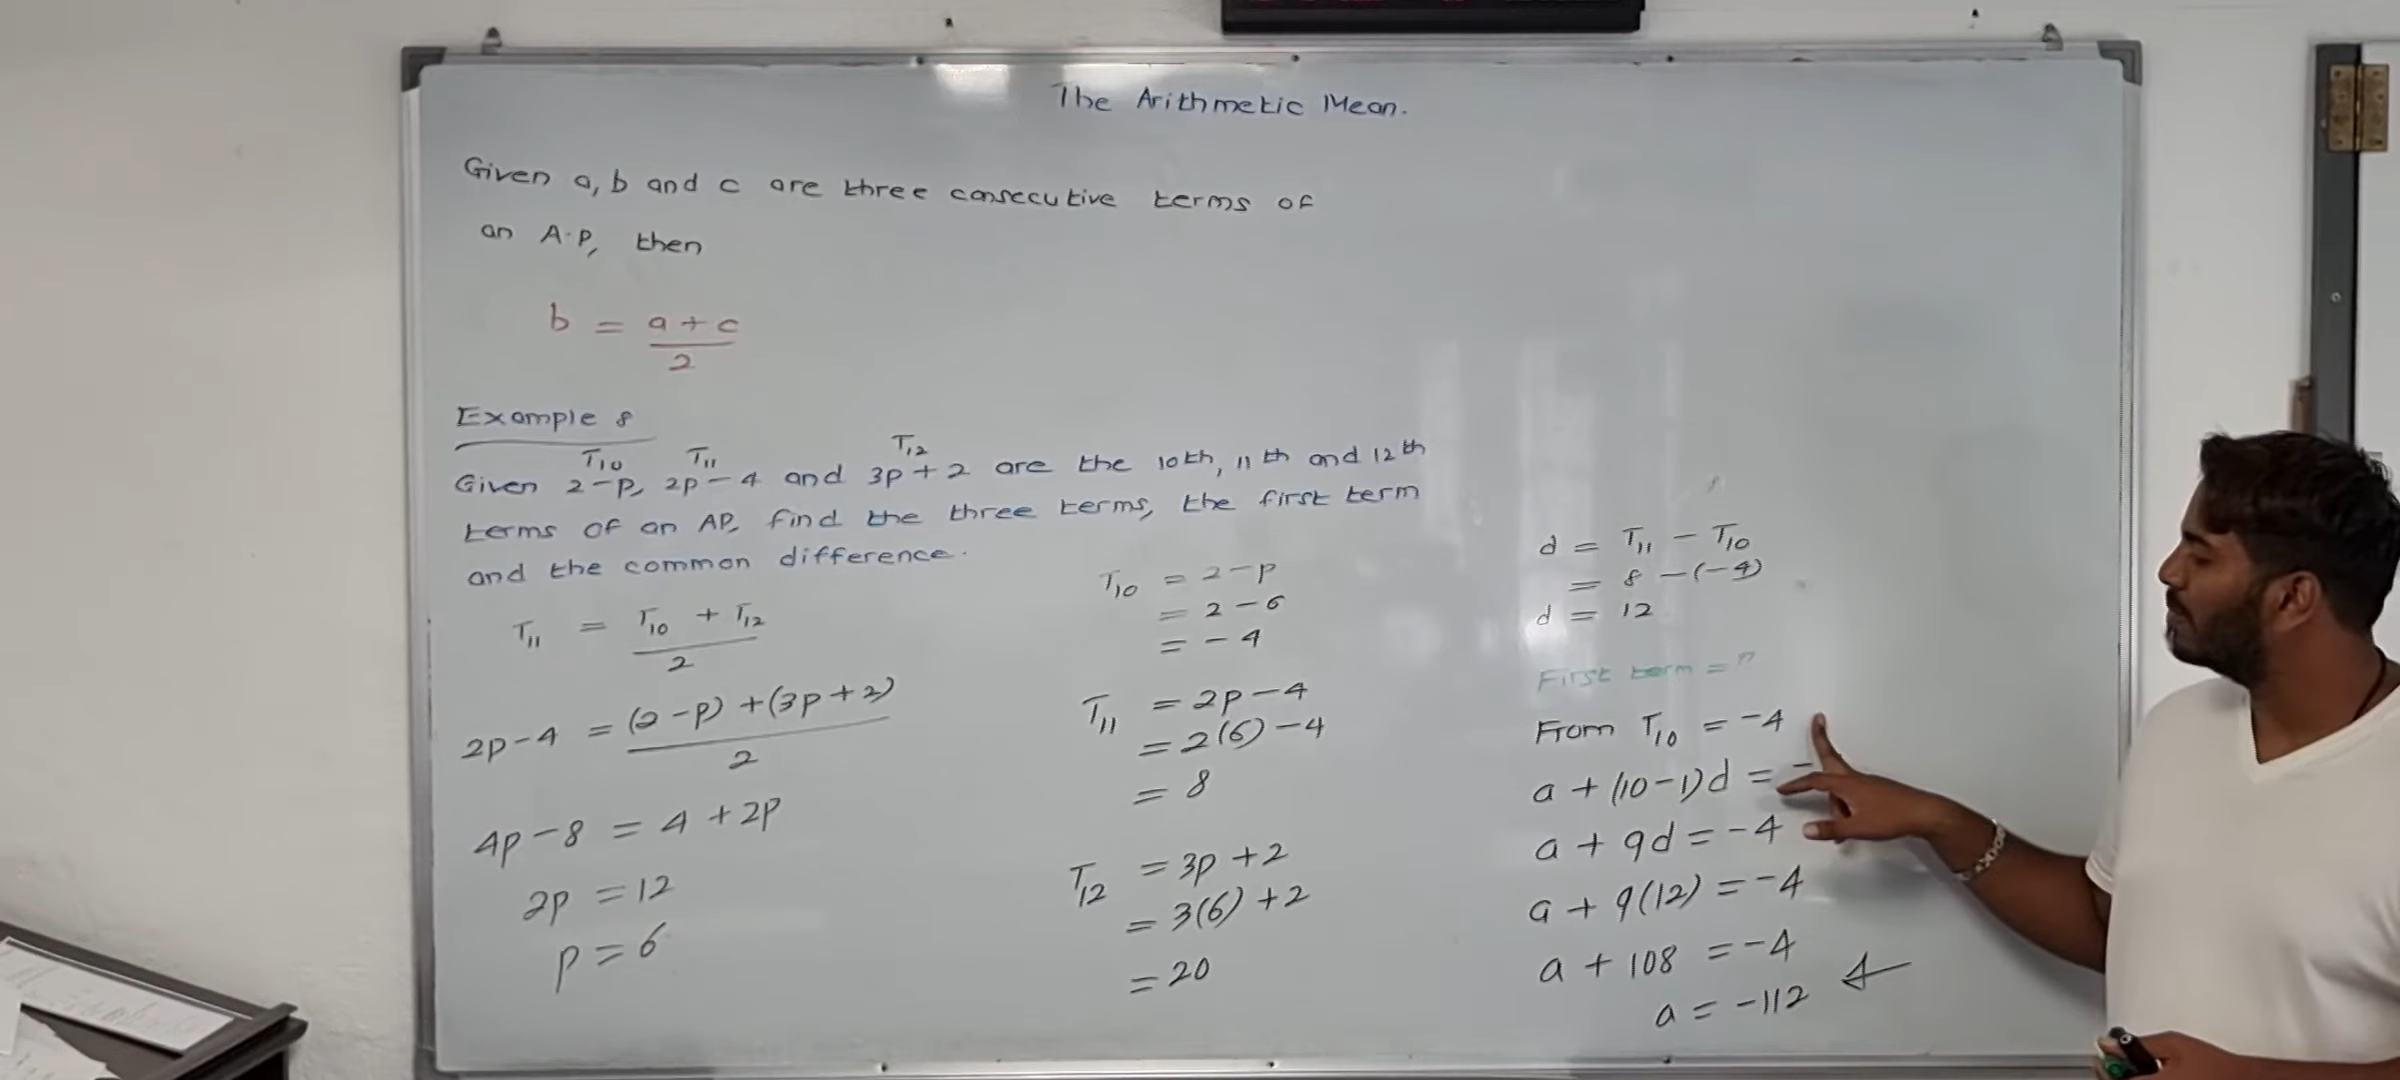 The Arithmetic Mean.
Given a, b and c are three consecutive terms of
an A.P, then
b = a + c
2
Example 8
T10 T11 T12
Given 2-p, 2p-4 and 3p+2 are the 10th, 11th and 12th
terms of an AP, find the three terms, the first term
and the common difference.
T11 = T10 + T12
2
2p-4 = (2-p) + (3p+2)
2
4p-8 = 4 + 2p
2p = 12
p = 6
T10 = 2-p
= 2-6
= -4
T11 = 2p-4
= 2(6)-4
= 8
T12 = 3p+2
= 3(6)+2
= 20
d = T11 - T10
= 8 -(-4)
d = 12
First term =
From T10 = -4
a + (10-1)d = -
a + 9d = -4
a + 9(12) = -4
a + 108 = -4
a = -112